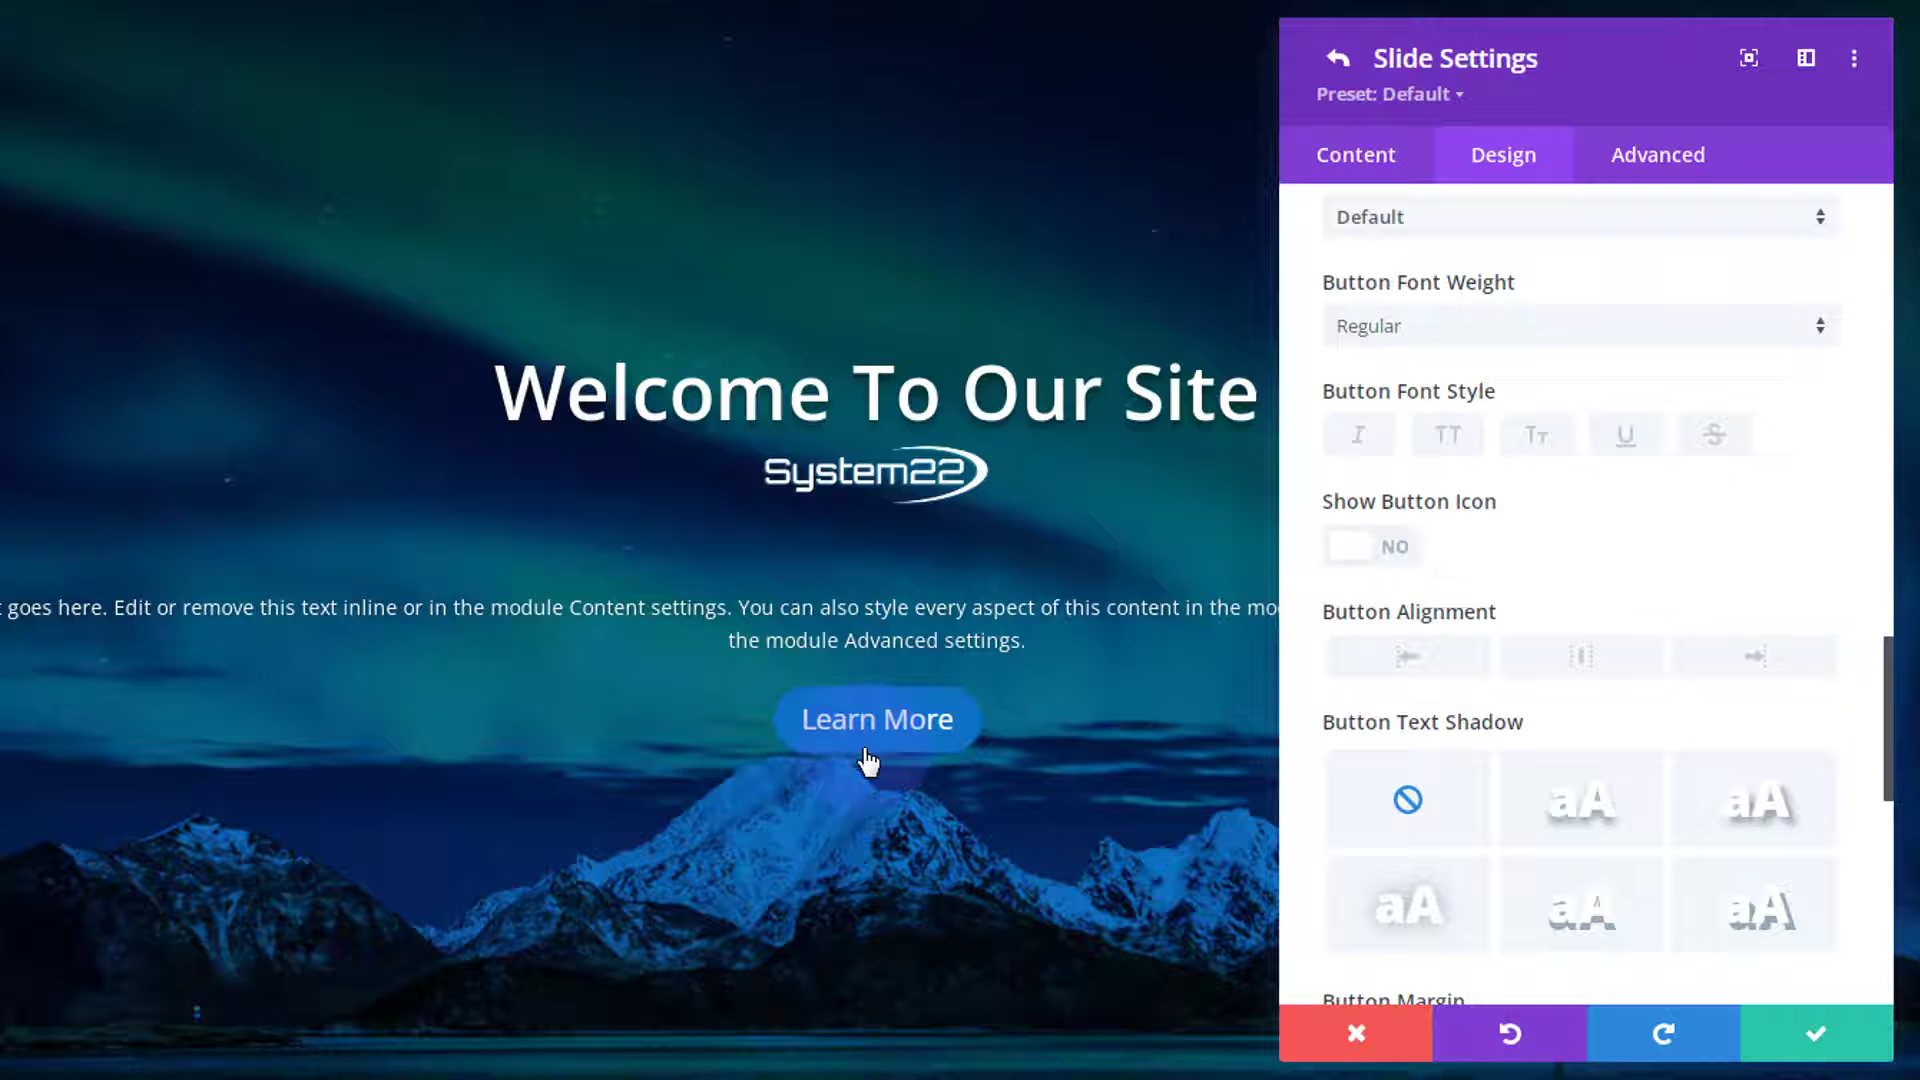 Welcome To Our Site
System22
goes here. Edit or remove this text inline or in the module Content settings. You can also style every aspect of this content in the
the module Advanced settings.
Learn More
Slide Settings
Preset: Default
Content
Design
Advanced
Default
Button Font Weight
Regular
Button Font Style
I
TT
Tт
U
S
Show Button Icon
NO
Button Alignment
Button Text Shadow
aA
aA
aA
aA
aA
Button Margin